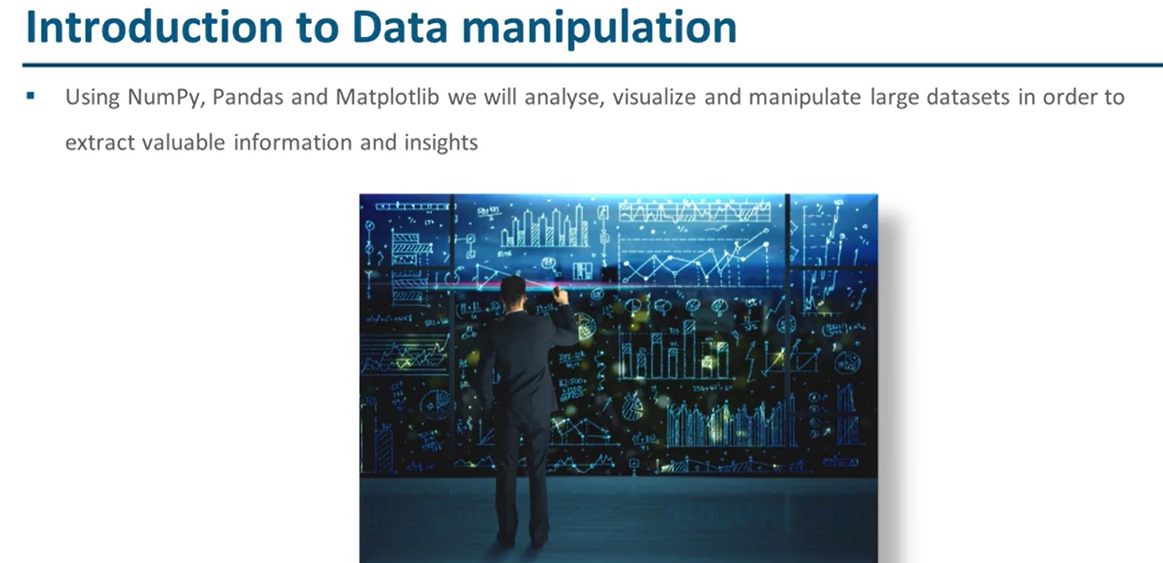 Introduction to Data manipulation
Using NumPy, Pandas and Matplotlib we will analyse, visualize and manipulate large datasets in order to
extract valuable information and insights